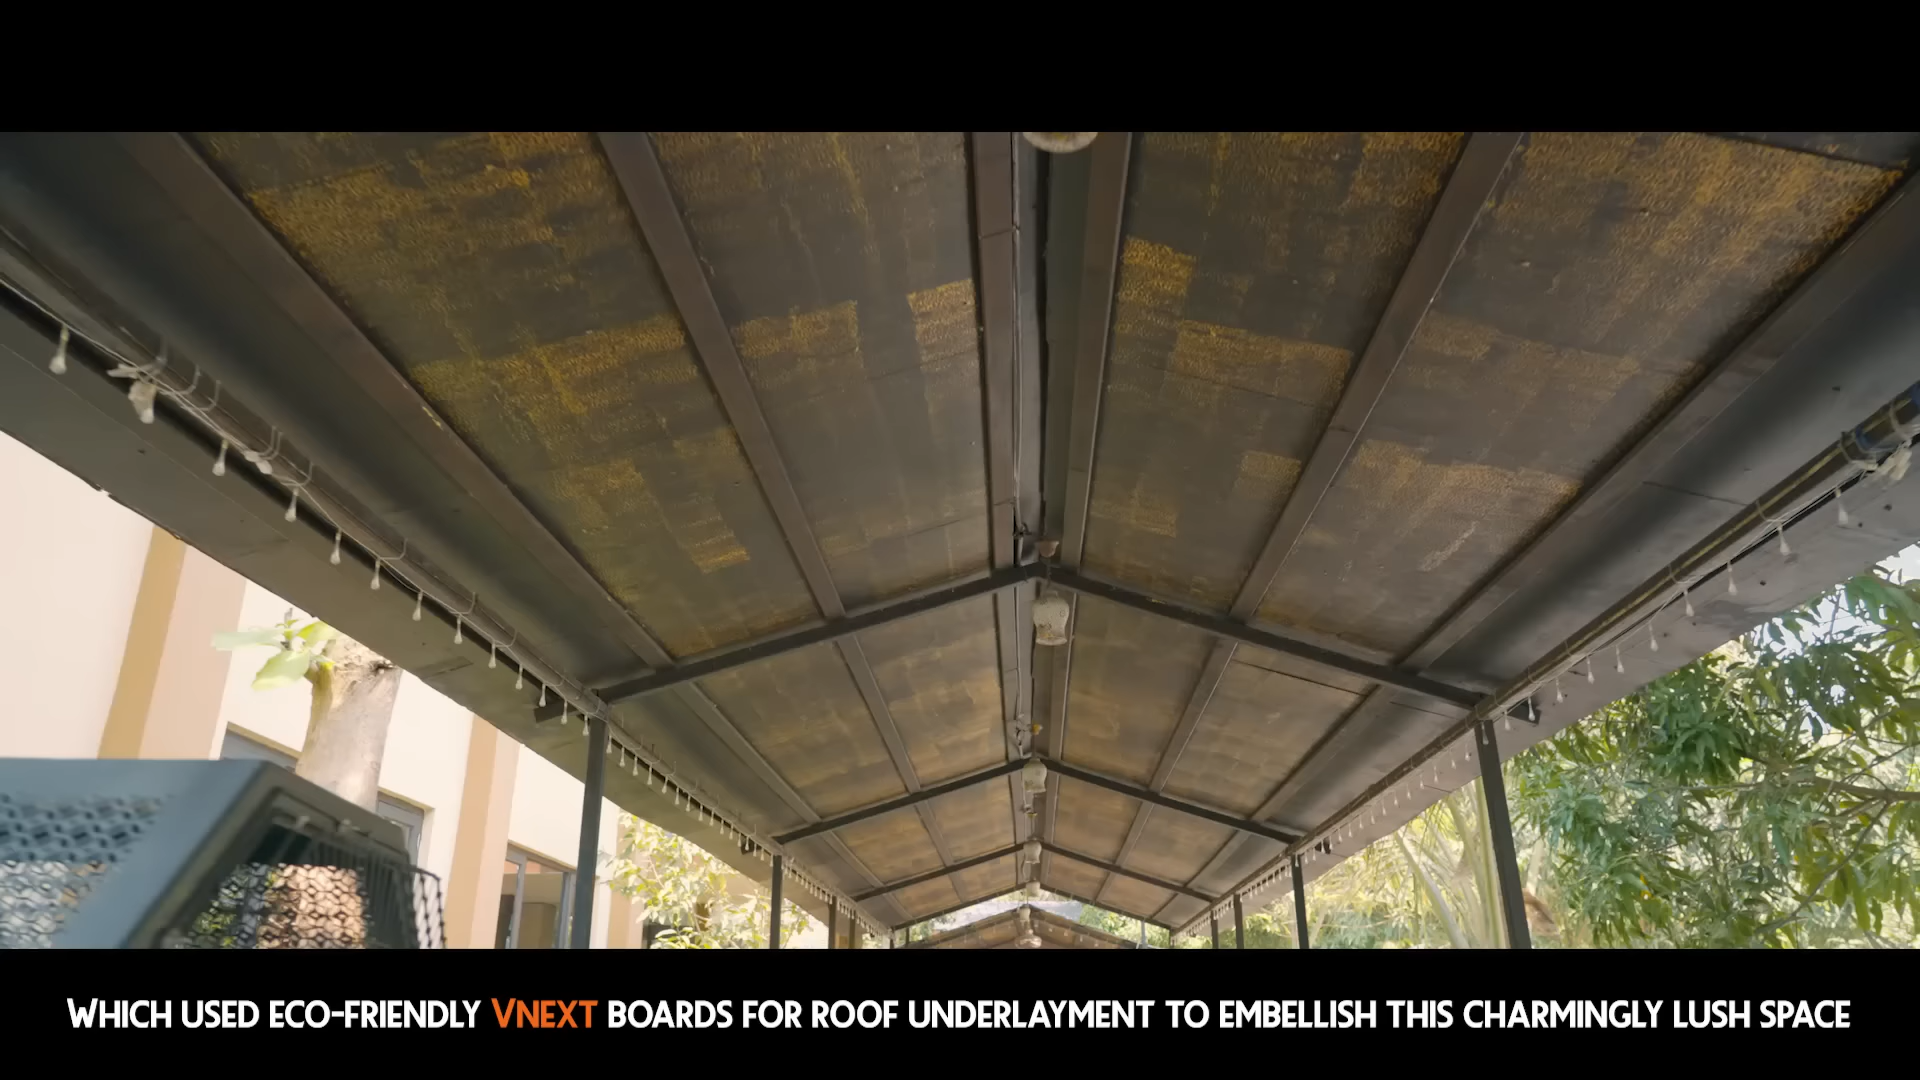 Which used eco-friendly Vnext boards for roof underlayment to embellish this charmingly lush space